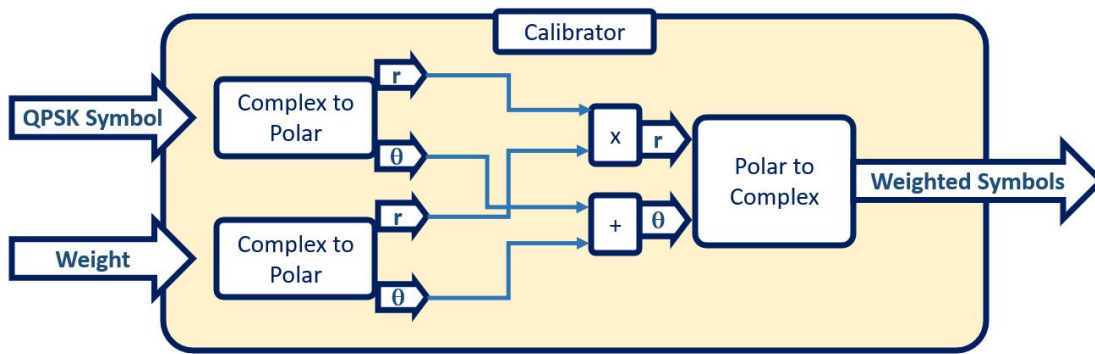 Calibrator
QPSK Symbol
Complex to
Polar
r
θ
x
r
Polar to
Complex
Weighted Symbols
Weight
Complex to
Polar
r
θ
+
θ